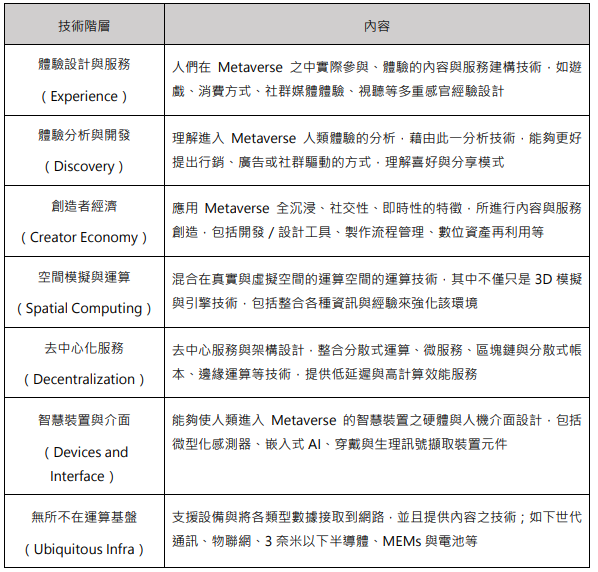 技術階層
內容
體驗設計與服務
（Experience）
人們在 Metaverse 之中實際參與、體驗的內容與服務建構技術，如遊
戲、消費方式、社群媒體體驗、視聽等多重感官經驗設計
體驗分析與開發
（Discovery）
理解進入 Metaverse 人類體驗的分析，藉由此一分析技術，能夠更好
提出行銷、廣告或社群驅動的方式，理解喜好與分享模式
創造者經濟
（Creator Economy）
應用 Metaverse 全沉浸、社交性、即時性的特徵，所進行內容與服務
創造，包括開發／設計工具、製作流程管理、數位資產再利用等
空間模擬與運算
（Spatial Computing）
混合在真實與虛擬空間的運算空間的運算技術，其中不僅只是 3D 模擬
與引擎技術，包括整合各種資訊與經驗來強化該環境
去中心化服務
（Decentralization）
去中心服務與架構設計，整合分散式運算、微服務、區塊鏈與分散式帳
本、邊緣運算等技術，提供低延遲與高計算效能服務
智慧裝置與介面
（Devices and
Interface）
能夠使人類進入 Metaverse 的智慧裝置之硬體與人機介面設計，包括
微型化感測器、嵌入式 AI、穿戴與生理訊號擷取裝置元件
無所不在運算基盤
（Ubiquitous Infra）
支援設備與將各類型數據接取到網路，並且提供內容之技術；如下世代
通訊、物聯網、3 奈米以下半導體、MEMs 與電池等